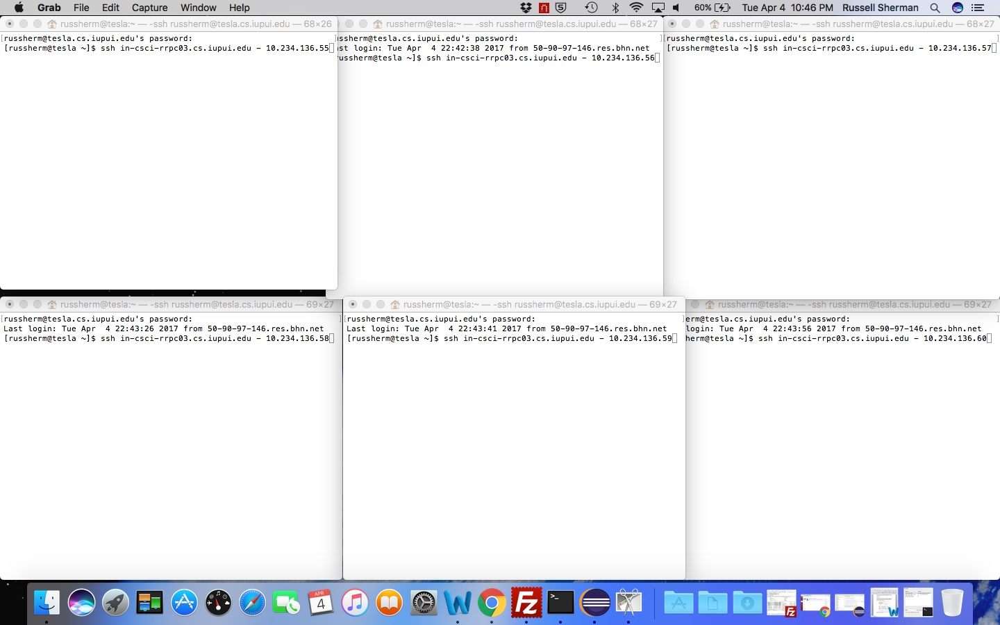 Grab File Edit Capture Window Help 60% Tue Apr 4 10:46 PM Russell Sherman
russherm@tesla:~ — -ssh russherm@tesla.cs.iupui.edu — 68×26
[russherm@tesla.cs.iupui.edu's password: ]
[russherm@tesla ~]$ ssh in-csci-rrpc03.cs.iupui.edu - 10.234.136.55
russherm@tesla:~ — -ssh russherm@tesla.cs.iupui.edu — 68×27
ssherm@tesla.cs.iupui.edu's password: ]
st login: Tue Apr  4 22:42:38 2017 from 50-90-97-146.res.bhn.net
russherm@tesla ~]$ ssh in-csci-rrpc03.cs.iupui.edu - 10.234.136.56
russherm@tesla:~ — -ssh russherm@tesla.cs.iupui.edu — 68×27
[russherm@tesla.cs.iupui.edu's password: ]
[russherm@tesla ~]$ ssh in-csci-rrpc03.cs.iupui.edu - 10.234.136.57
russherm@tesla:~ — -ssh russherm@tesla.cs.iupui.edu — 69×27
[russherm@tesla.cs.iupui.edu's password: ]
Last login: Tue Apr  4 22:43:26 2017 from 50-90-97-146.res.bhn.net
[russherm@tesla ~]$ ssh in-csci-rrpc03.cs.iupui.edu - 10.234.136.58
russherm@tesla:~ — -ssh russherm@tesla.cs.iupui.edu — 69×27
[russherm@tesla.cs.iupui.edu's password: ]
Last login: Tue Apr  4 22:43:41 2017 from 50-90-97-146.res.bhn.net
[russherm@tesla ~]$ ssh in-csci-rrpc03.cs.iupui.edu - 10.234.136.59
russherm@tesla:~ — -ssh russherm@tesla.cs.iupui.edu — 69×27
erm@tesla.cs.iupui.edu's password: ]
login: Tue Apr  4 22:43:56 2017 from 50-90-97-146.res.bhn.net
herm@tesla ~]$ ssh in-csci-rrpc03.cs.iupui.edu - 10.234.136.60
APR
4